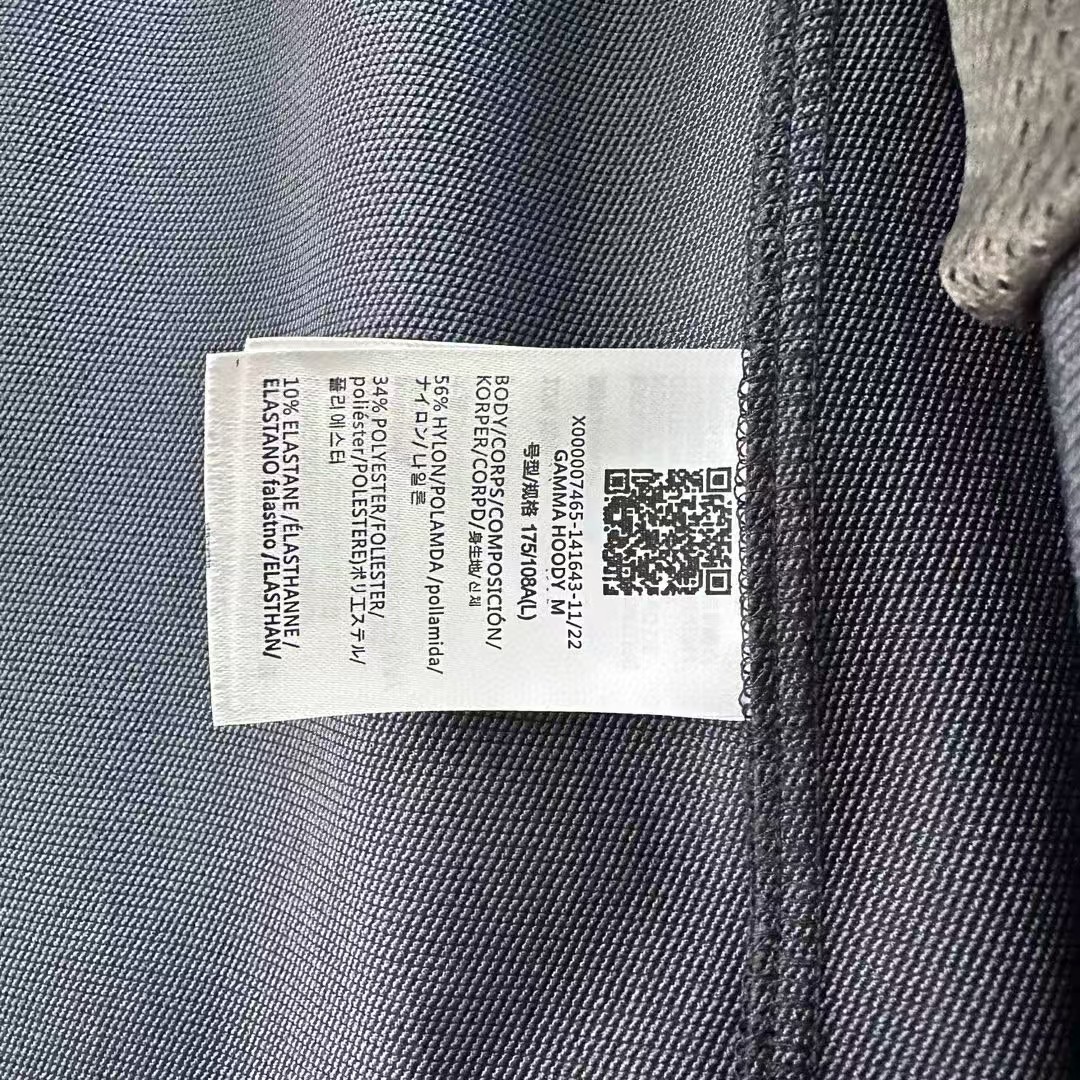 X000007465-141643-11/22
GAMMA HOODY M
号型/规格 175/108A(L)
BODY/CORPS/COMPOSICIÓN/
KORPER/CORPD/身生地/신체
56% HYLON/POLAMDA/pollamida/
ナイロン/나일론
34% POLYESTER/FOLIESTER/
poliéster/POLESTERE)ポリエステル/
폴리에스터
10% ELASTANE/ÉLASTHANNE/
ELASTANO falastno/ELASTHAN/